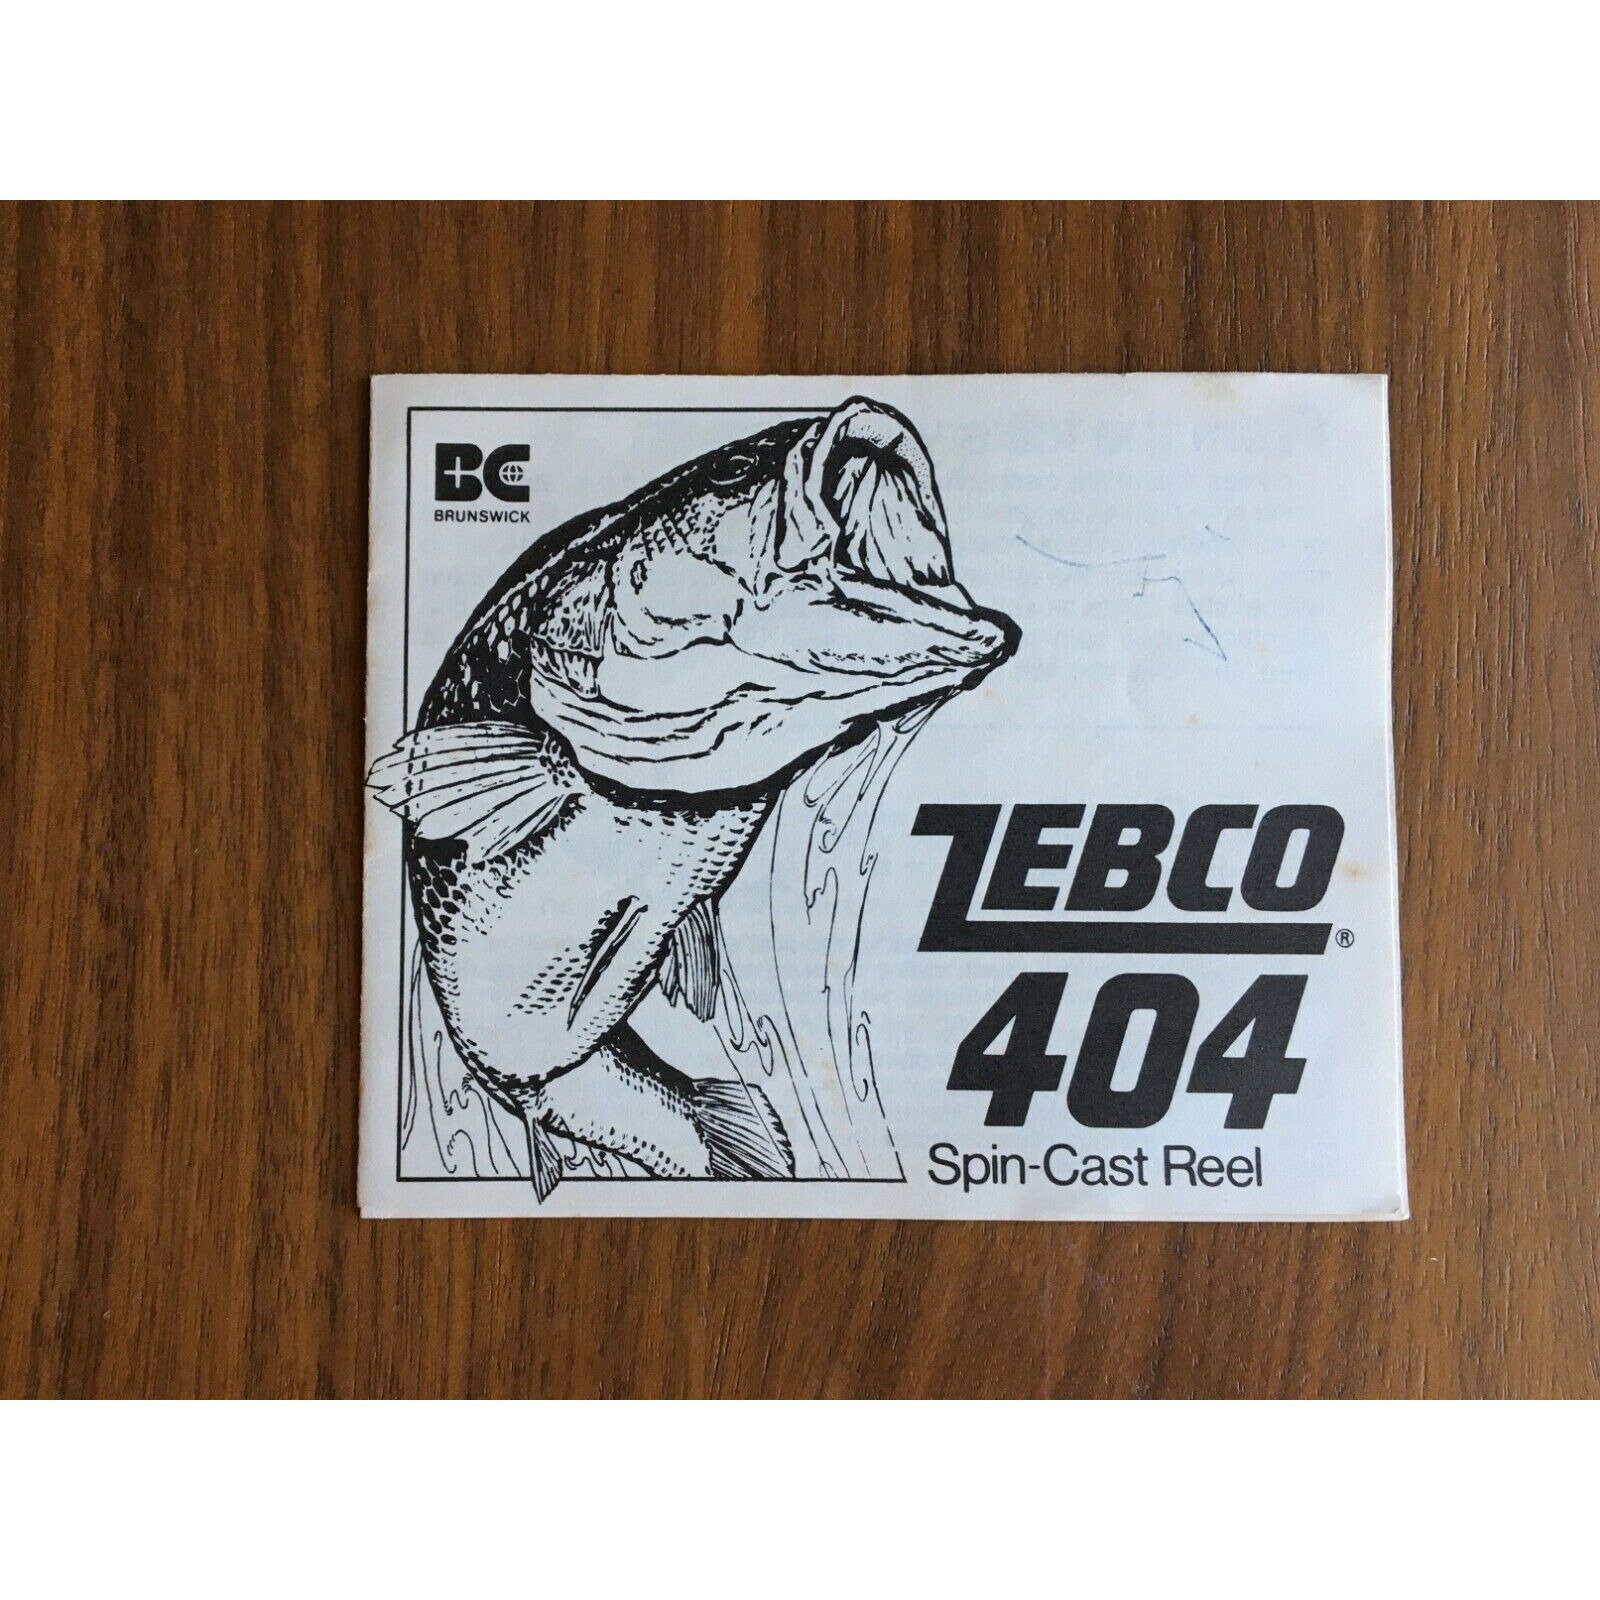 BC
BRUNSWICK
ZEBCO®
404
Spin-Cast Reel